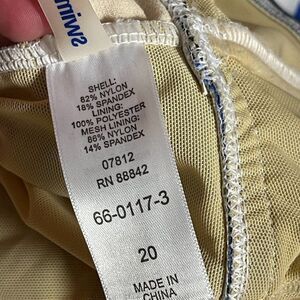 swim
SHELL:
82% NYLON
18% SPANDEX
LINING:
100% POLYESTER
MESH LINING:
86% NYLON
14% SPANDEX
07812
RN 88842
66-0117-3
20
MADE IN
CHINA